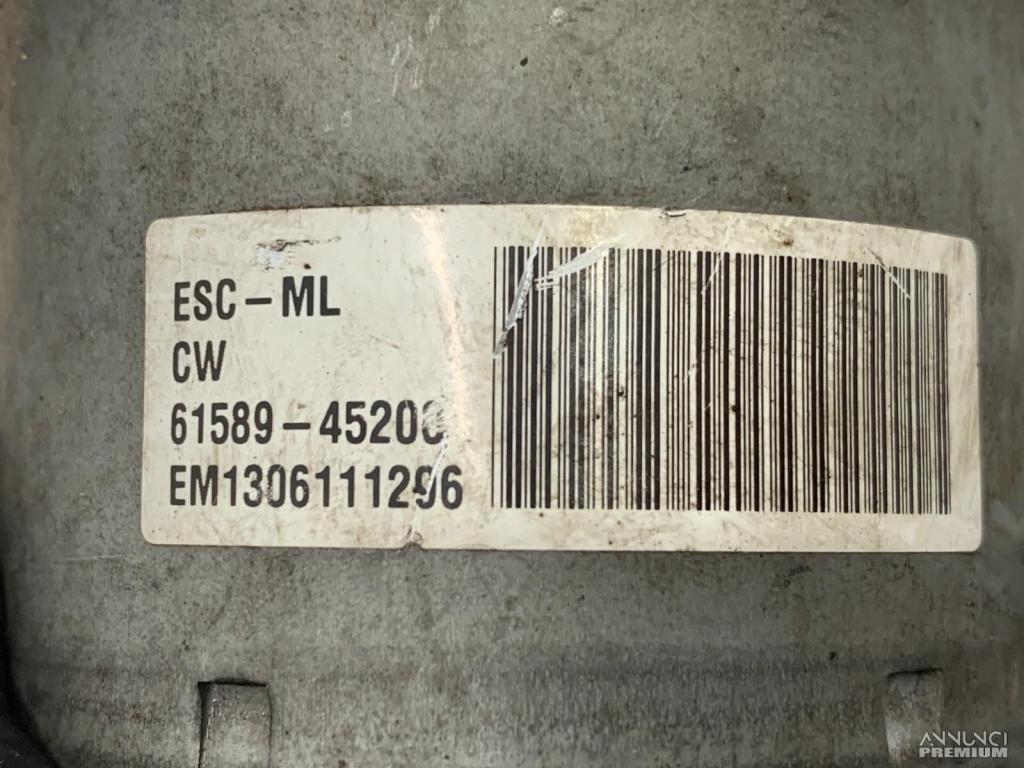 ESC-ML
CW
61589-45200
EM1306111296
ANNUNCI
PREMIUM